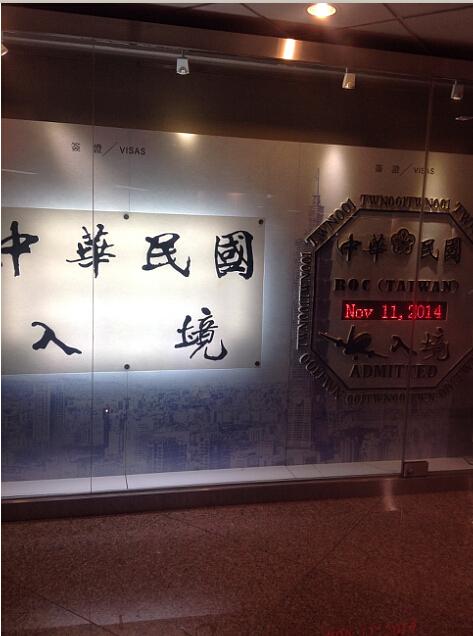 簽 證 / VISAS
中華民國
入 境
簽 證 / VISAS
TWN001TWN001TWN001
中華民國
ROC (TAIWAN)
Nov 11,2014
入境
ADMITTED